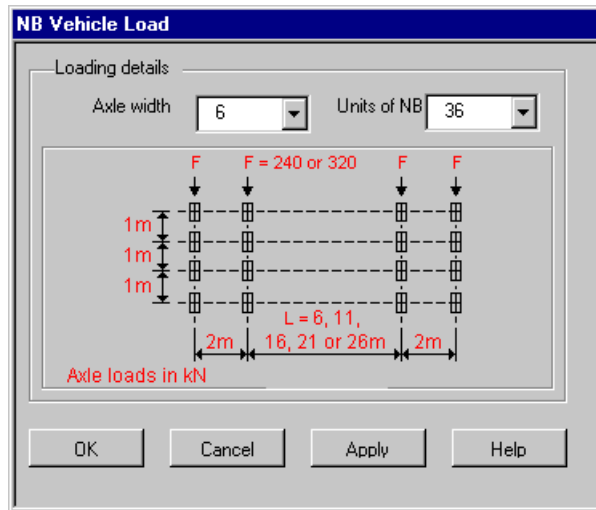 NB Vehicle Load
Loading details
Axle width 6 Units of NB 36
F F = 240 or 320 F F
1m
1m
1m
L = 6, 11,
2m 16, 21 or 26m 2m
Axle loads in kN
OK Cancel Apply Help